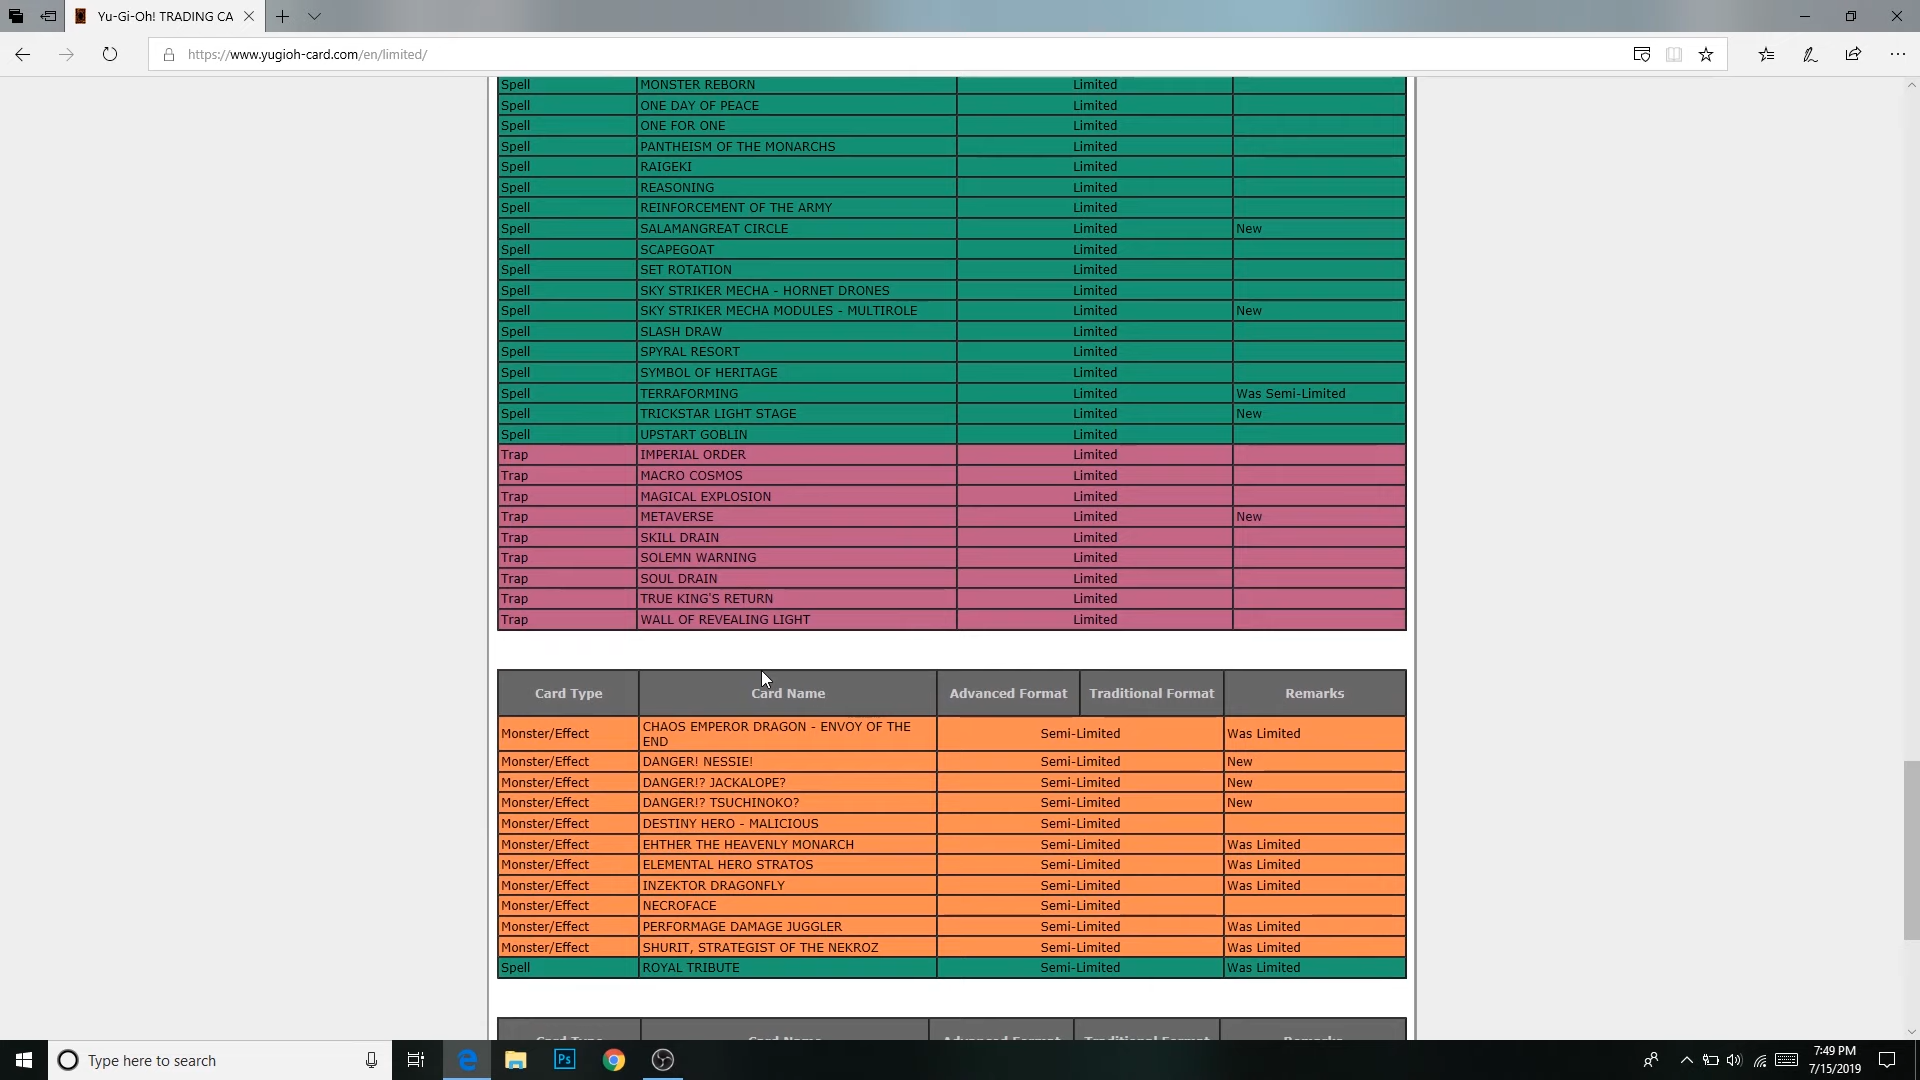 Yu-Gi-Oh! TRADING CA
https://www.yugioh-card.com/en/limited/
Spell MONSTER REBORN Limited
Spell ONE DAY OF PEACE Limited
Spell ONE FOR ONE Limited
Spell PANTHEISM OF THE MONARCHS Limited
Spell RAIGEKI Limited
Spell REASONING Limited
Spell REINFORCEMENT OF THE ARMY Limited
Spell SALAMANGREAT CIRCLE Limited New
Spell SCAPEGOAT Limited
Spell SET ROTATION Limited
Spell SKY STRIKER MECHA - HORNET DRONES Limited
Spell SKY STRIKER MECHA MODULES - MULTIROLE Limited New
Spell SLASH DRAW Limited
Spell SPYRAL RESORT Limited
Spell SYMBOL OF HERITAGE Limited
Spell TERRAFORMING Limited Was Semi-Limited
Spell TRICKSTAR LIGHT STAGE Limited New
Spell UPSTART GOBLIN Limited
Trap IMPERIAL ORDER Limited
Trap MACRO COSMOS Limited
Trap MAGICAL EXPLOSION Limited
Trap METAVERSE Limited New
Trap SKILL DRAIN Limited
Trap SOLEMN WARNING Limited
Trap SOUL DRAIN Limited
Trap TRUE KING'S RETURN Limited
Trap WALL OF REVEALING LIGHT Limited
Card Type Card Name Advanced Format Traditional Format Remarks
Monster/Effect CHAOS EMPEROR DRAGON - ENVOY OF THE
END Semi-Limited Was Limited
Monster/Effect DANGER! NESSIE! Semi-Limited New
Monster/Effect DANGER!? JACKALOPE? Semi-Limited New
Monster/Effect DANGER!? TSUCHINOKO? Semi-Limited New
Monster/Effect DESTINY HERO - MALICIOUS Semi-Limited
Monster/Effect EHTHER THE HEAVENLY MONARCH Semi-Limited Was Limited
Monster/Effect ELEMENTAL HERO STRATOS Semi-Limited Was Limited
Monster/Effect INZEKTOR DRAGONFLY Semi-Limited Was Limited
Monster/Effect NECROFACE Semi-Limited
Monster/Effect PERFORMAGE DAMAGE JUGGLER Semi-Limited Was Limited
Monster/Effect SHURIT, STRATEGIST OF THE NEKROZ Semi-Limited Was Limited
Spell ROYAL TRIBUTE Semi-Limited Was Limited
Card Type Card Name Advanced Format Traditional Format Remarks
Type here to search
Ps
7:49 PM
7/15/2019